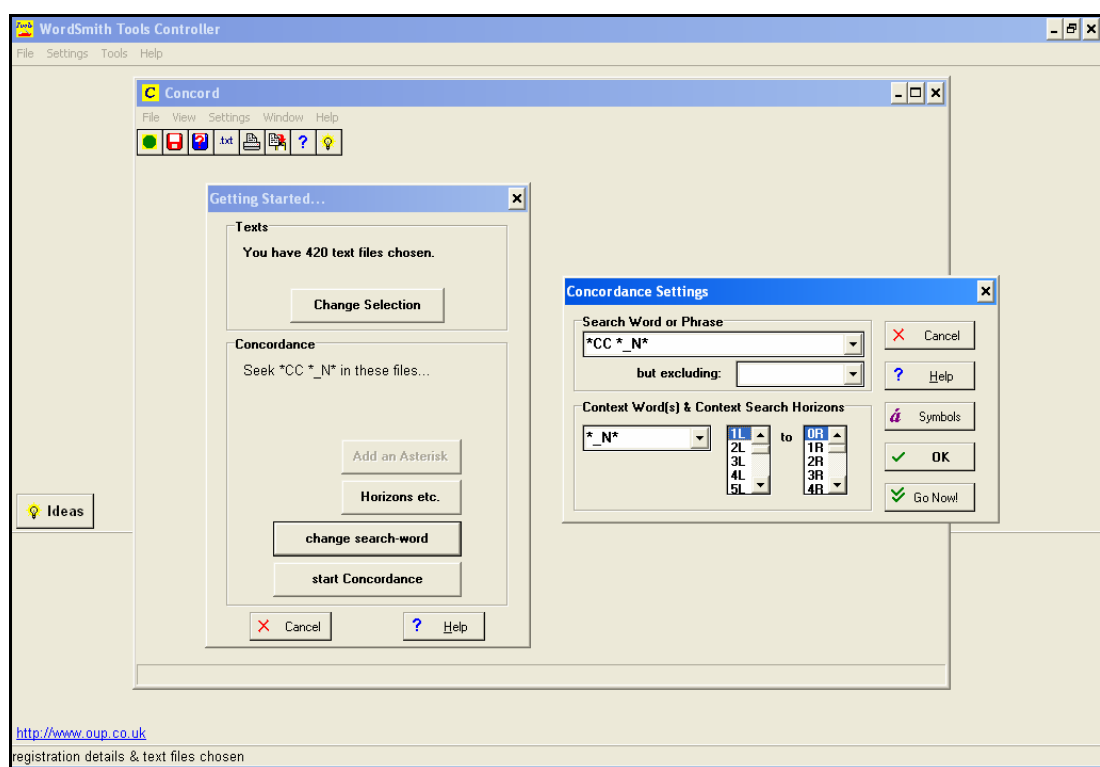 WordSmith Tools Controller
File Settings Tools Help
C Concord
File View Settings Window Help
.txt ?
Getting Started...
Texts
You have 420 text files chosen.
Change Selection
Concordance
Seek *CC *_N* in these files...
Add an Asterisk
Horizons etc.
change search-word
start Concordance
Cancel ? Help
Concordance Settings
Search Word or Phrase
*CC *_N*
but excluding:
Context Word(s) & Context Search Horizons
*_N* 1L to 0R
2L 1R
3L 2R
4L 3R
5L 4R
Cancel
? Help
á Symbols
OK
Go Now!
Ideas
http://www.oup.co.uk
registration details & text files chosen